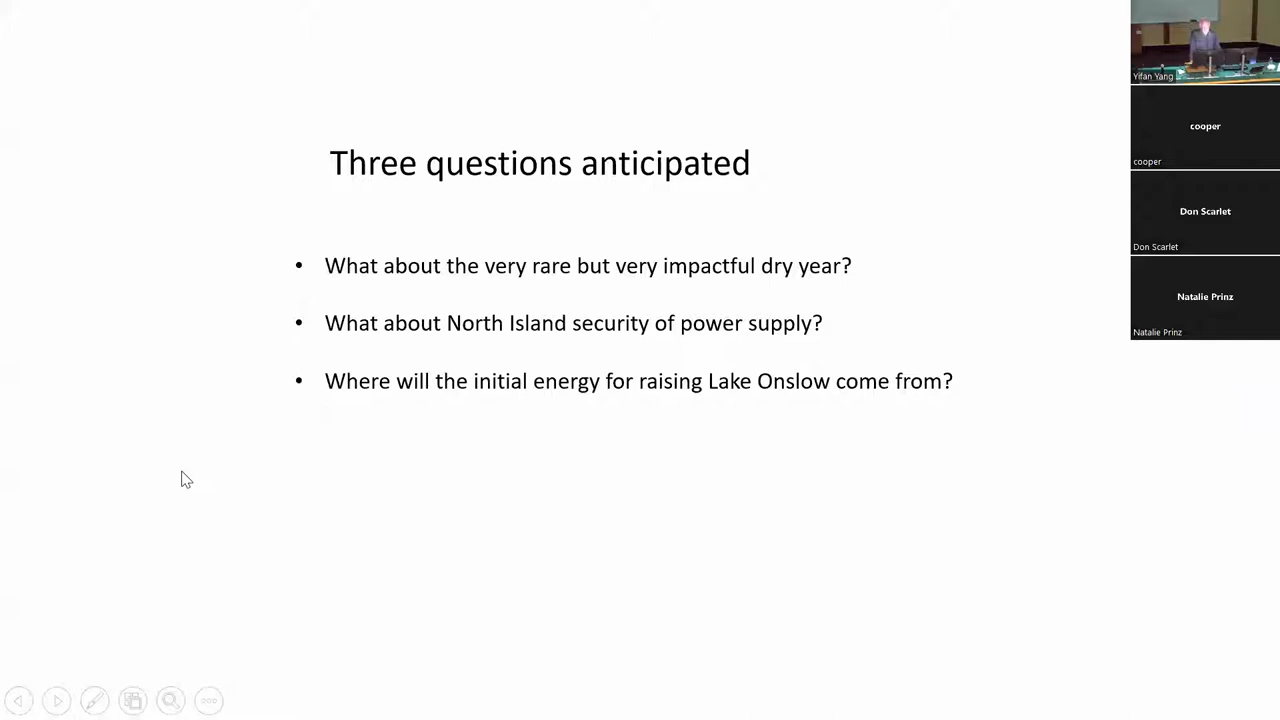 Three questions anticipated
• What about the very rare but very impactful dry year?
• What about North Island security of power supply?
• Where will the initial energy for raising Lake Onslow come from?
Yifan Yang
cooper
cooper
Don Scarlet
Don Scarlet
Natalie Prinz
Natalie Prinz